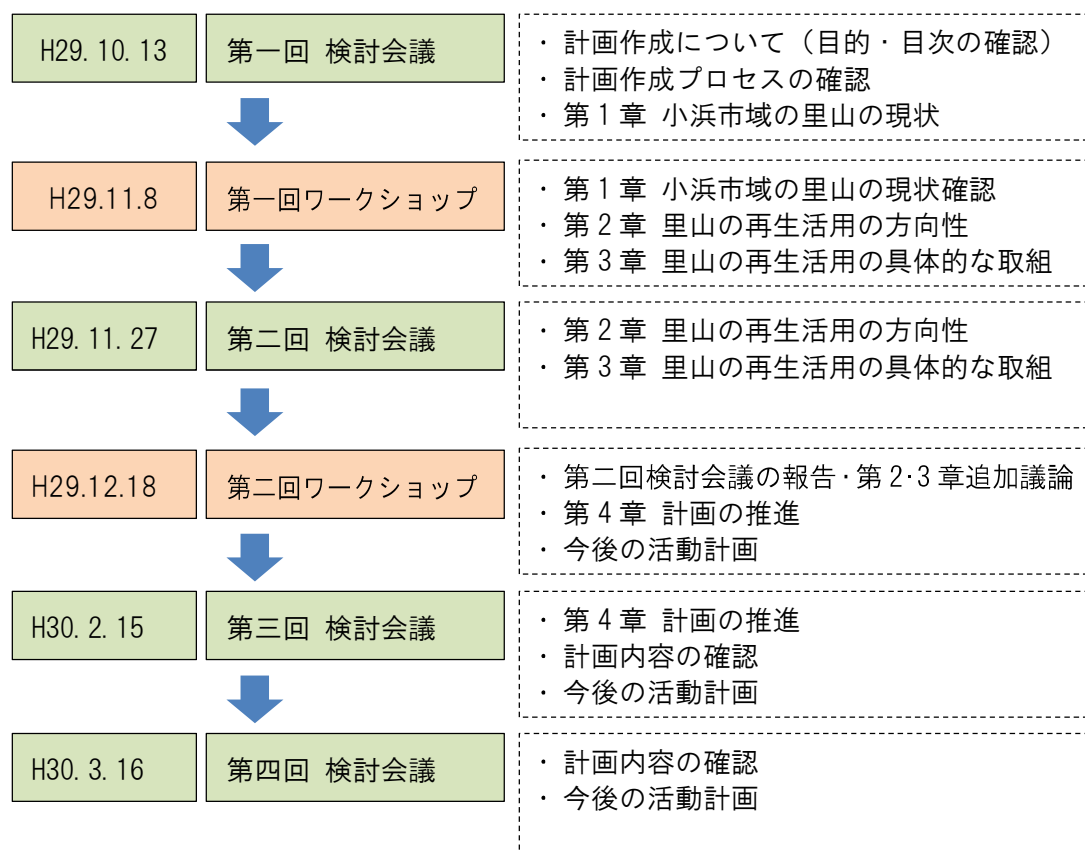 H29.10.13 第一回 検討会議
・計画作成について（目的・目次の確認）
・計画作成プロセスの確認
・第1章 小浜市域の里山の現状
H29.11.8 第一回ワークショップ
・第1章 小浜市域の里山の現状確認
・第2章 里山の再生活用の方向性
・第3章 里山の再生活用の具体的な取組
H29.11.27 第二回 検討会議
・第2章 里山の再生活用の方向性
・第3章 里山の再生活用の具体的な取組
H29.12.18 第二回ワークショップ
・第二回検討会議の報告・第2・3章追加議論
・第4章 計画の推進
・今後の活動計画
H30.2.15 第三回 検討会議
・第4章 計画の推進
・計画内容の確認
・今後の活動計画
H30.3.16 第四回 検討会議
・計画内容の確認
・今後の活動計画